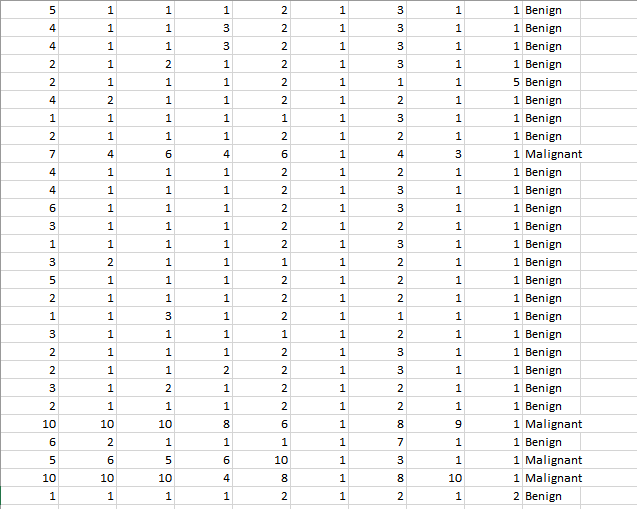 5 1 1 1 2 1 3 1 1 Benign
4 1 1 3 2 1 3 1 1 Benign
4 1 1 3 2 1 3 1 1 Benign
2 1 2 1 2 1 3 1 1 Benign
2 1 1 1 2 1 1 1 5 Benign
4 2 1 1 2 1 2 1 1 Benign
1 1 1 1 1 1 3 1 1 Benign
2 1 1 1 2 1 2 1 1 Benign
7 4 6 4 6 1 4 3 1 Malignant
4 1 1 1 2 1 2 1 1 Benign
4 1 1 1 2 1 3 1 1 Benign
6 1 1 1 2 1 3 1 1 Benign
3 1 1 1 2 1 2 1 1 Benign
1 1 1 1 2 1 3 1 1 Benign
3 2 1 1 1 1 2 1 1 Benign
5 1 1 1 2 1 2 1 1 Benign
2 1 1 1 2 1 2 1 1 Benign
1 1 3 1 2 1 1 1 1 Benign
3 1 1 1 1 1 2 1 1 Benign
2 1 1 1 2 1 3 1 1 Benign
2 1 1 2 2 1 3 1 1 Benign
3 1 2 1 2 1 2 1 1 Benign
2 1 1 1 2 1 2 1 1 Benign
10 10 10 8 6 1 8 9 1 Malignant
6 2 1 1 1 1 7 1 1 Benign
5 6 5 6 10 1 3 1 1 Malignant
10 10 10 4 8 1 8 10 1 Malignant
1 1 1 1 2 1 2 1 2 Benign